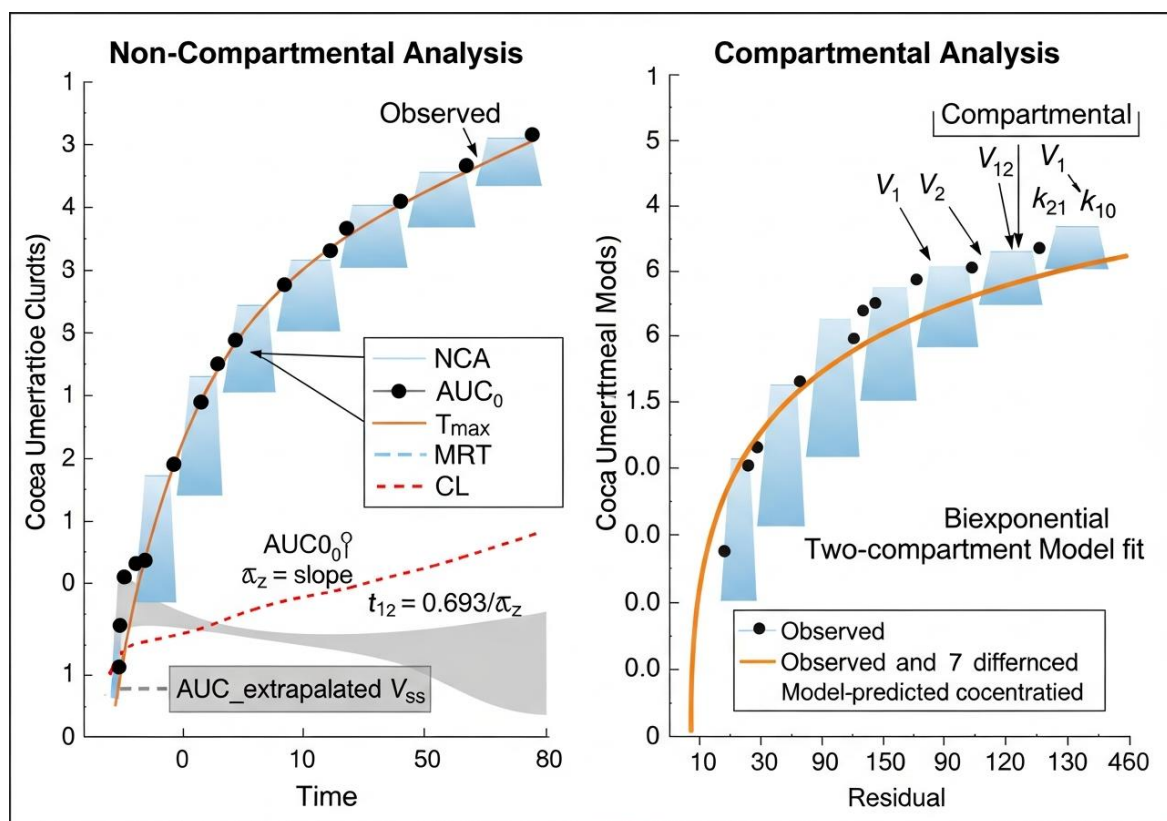 Non-Compartmental Analysis
Cocea Umerratioe Clurdts)
1
3
4
3
3
1
2
1
0
1
0
Observed
NCA
AUC₀
Tmax
MRT
CL
AUC0₀
π_z = slope
t₁₂ = 0.693/π_z
AUC_extrapalated Vss
0 10 50 80
Time
Compartmental Analysis
Coca Umerittmeal Mods)
1
5
4
6
6
1.5
0.0
0.0
0.0
0.0
0
Compartmental
V₁ V₂ V₁₂ V₁
k₂₁ k₁₀
Biexponential
Two-compartment Model fit
Observed
Observed and 7 differnced
Model-predicted cocentratied
10 30 90 150 90 120 130 460
Residual